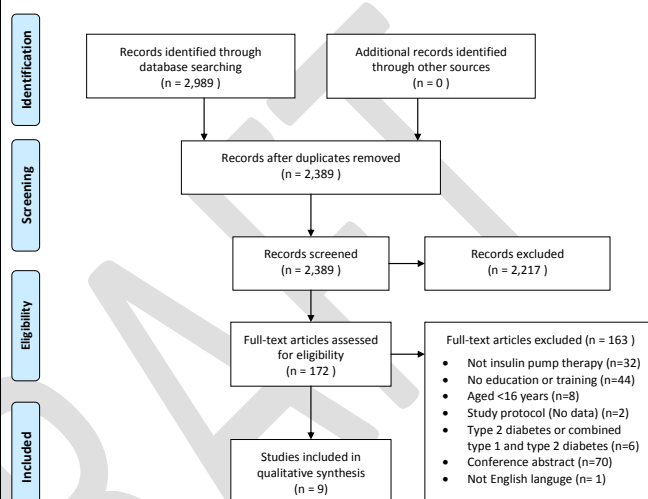 Identification
Records identified through
database searching
(n = 2,989 )
Additional records identified
through other sources
(n = 0 )
Screening
Records after duplicates removed
(n = 2,389 )
Records screened
(n = 2,389 )
Records excluded
(n = 2,217 )
Eligibility
Full-text articles assessed
for eligibility
(n = 172 )
Full-text articles excluded (n = 163 )
• Not insulin pump therapy (n=32)
• No education or training (n=44)
• Aged <16 years (n=8)
• Study protocol (No data) (n=2)
• Type 2 diabetes or combined
type 1 and type 2 diabetes (n=6)
• Conference abstract (n=70)
• Not English languge (n= 1)
Included
Studies included in
qualitative synthesis
(n = 9)